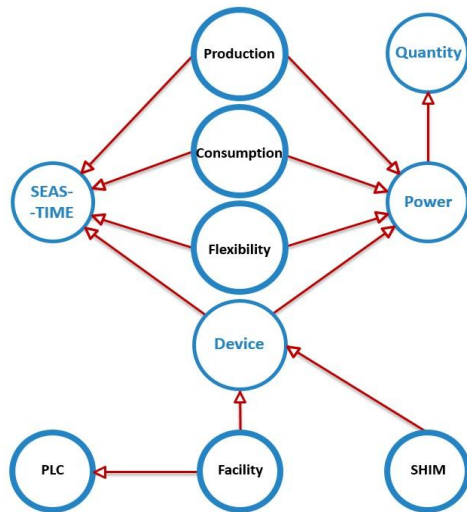 Production
Quantity
Consumption
SEAS-
-TIME
Power
Flexibility
Device
PLC
Facility
SHIM